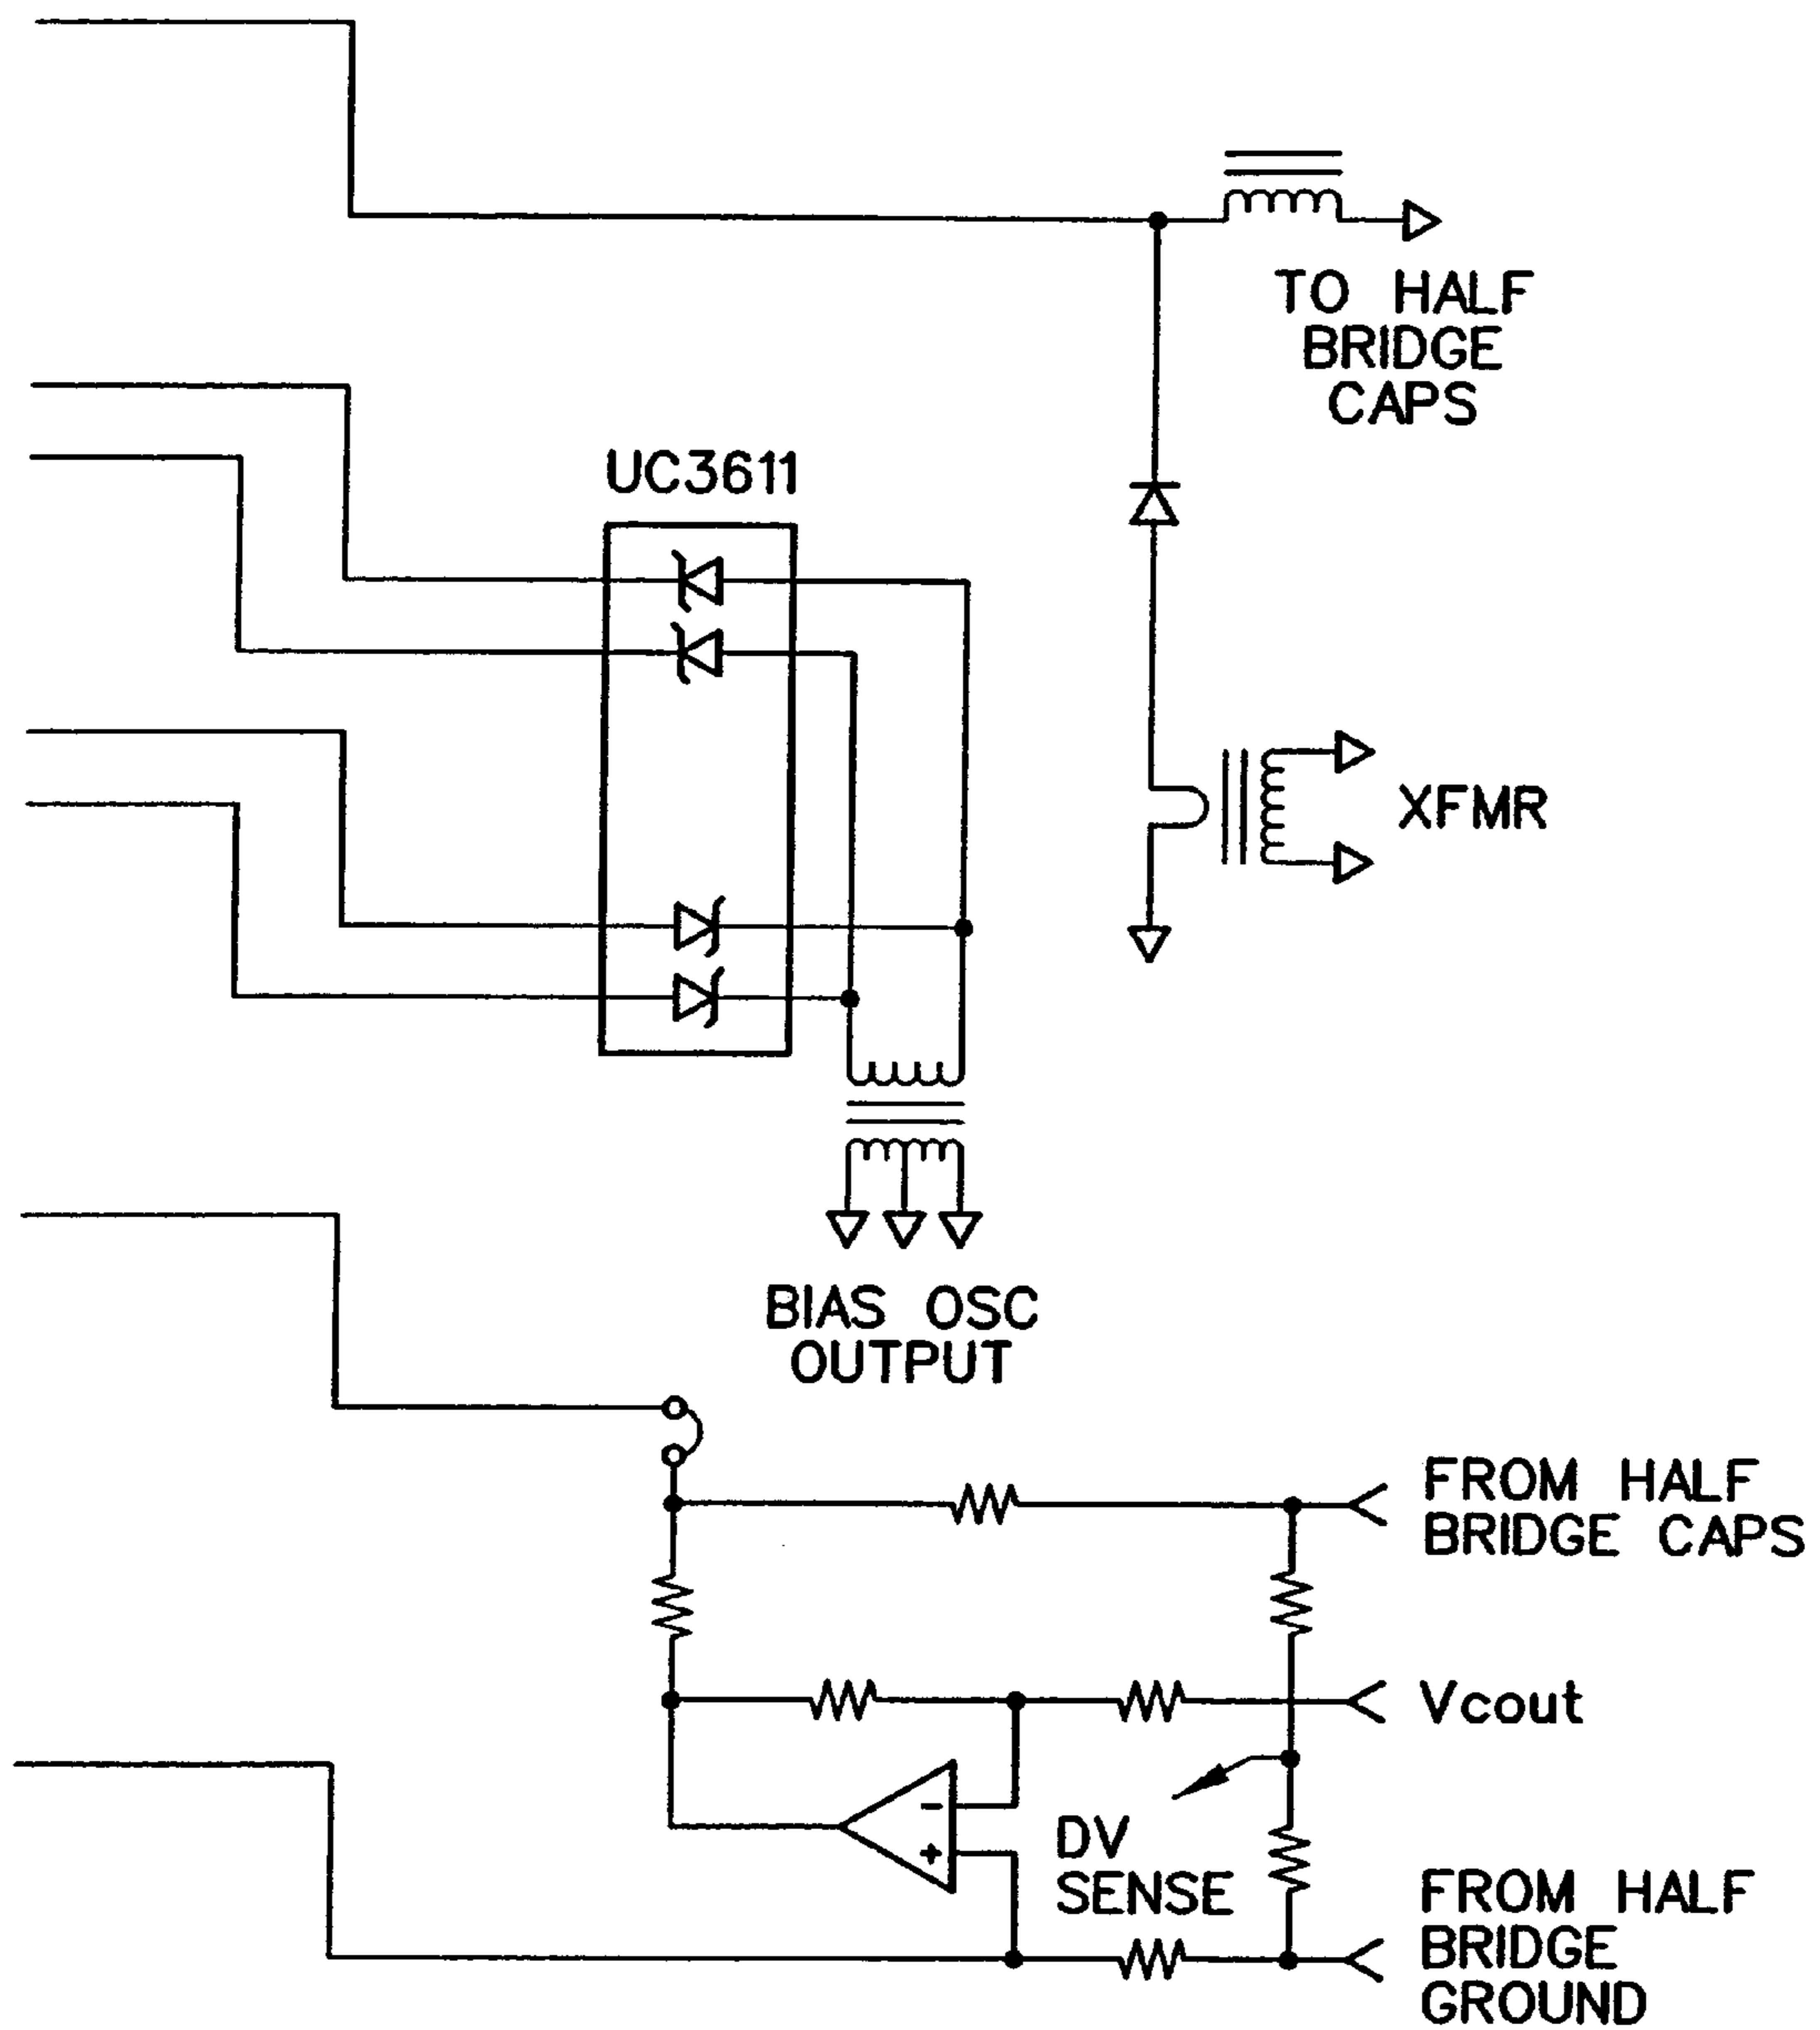 TO HALF
BRIDGE
CAPS
UC3611
XFMR
BIAS OSC
OUTPUT
FROM HALF
BRIDGE CAPS
Vcout
-
+
DV
SENSE
FROM HALF
BRIDGE
GROUND